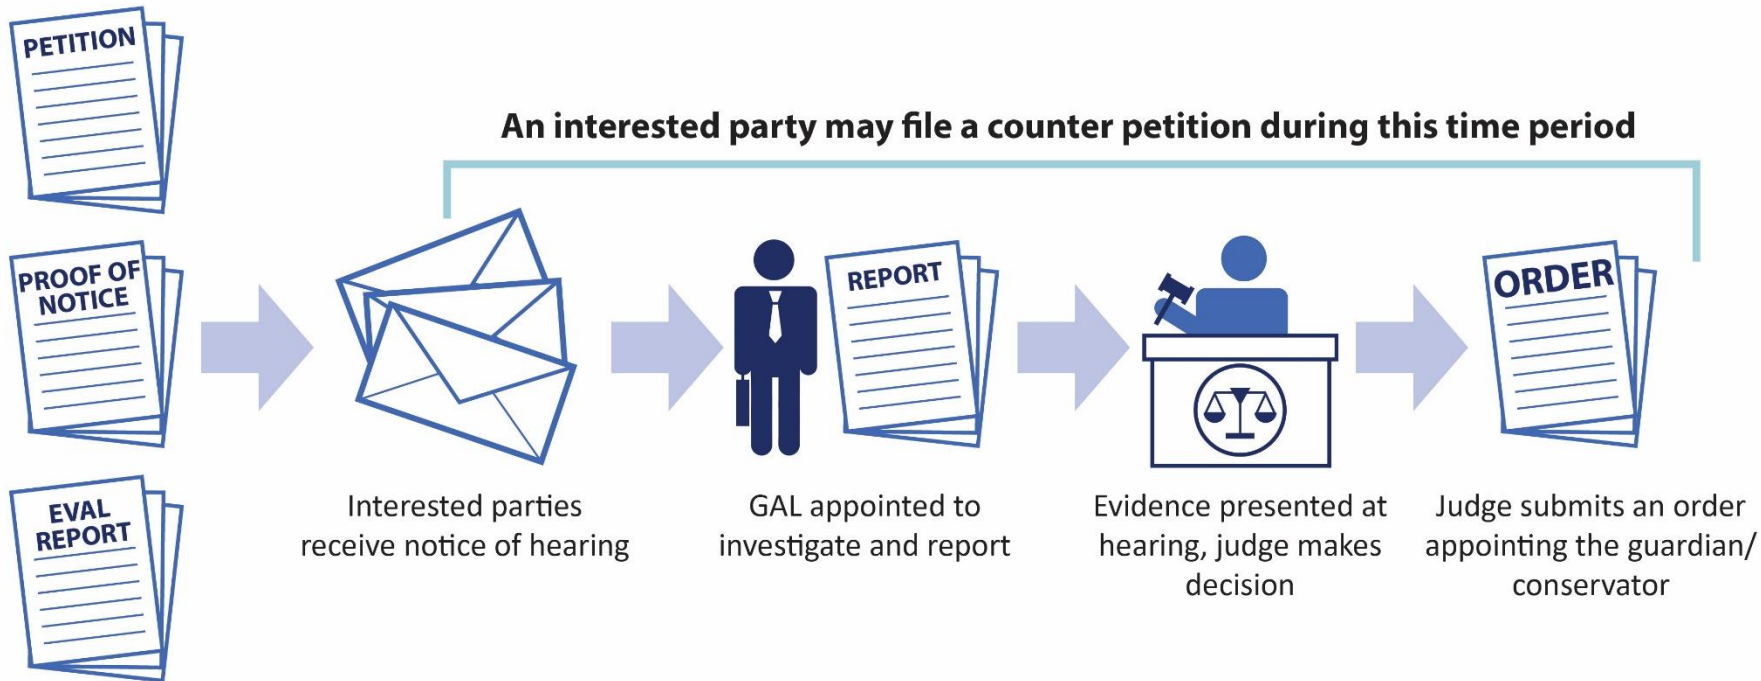 PETITION
An interested party may file a counter petition during this time period
PROOF OF
NOTICE
REPORT
ORDER
EVAL
REPORT
Interested parties
receive notice of hearing
GAL appointed to
investigate and report
Evidence presented at
hearing, judge makes
decision
Judge submits an order
appointing the guardian/
conservator